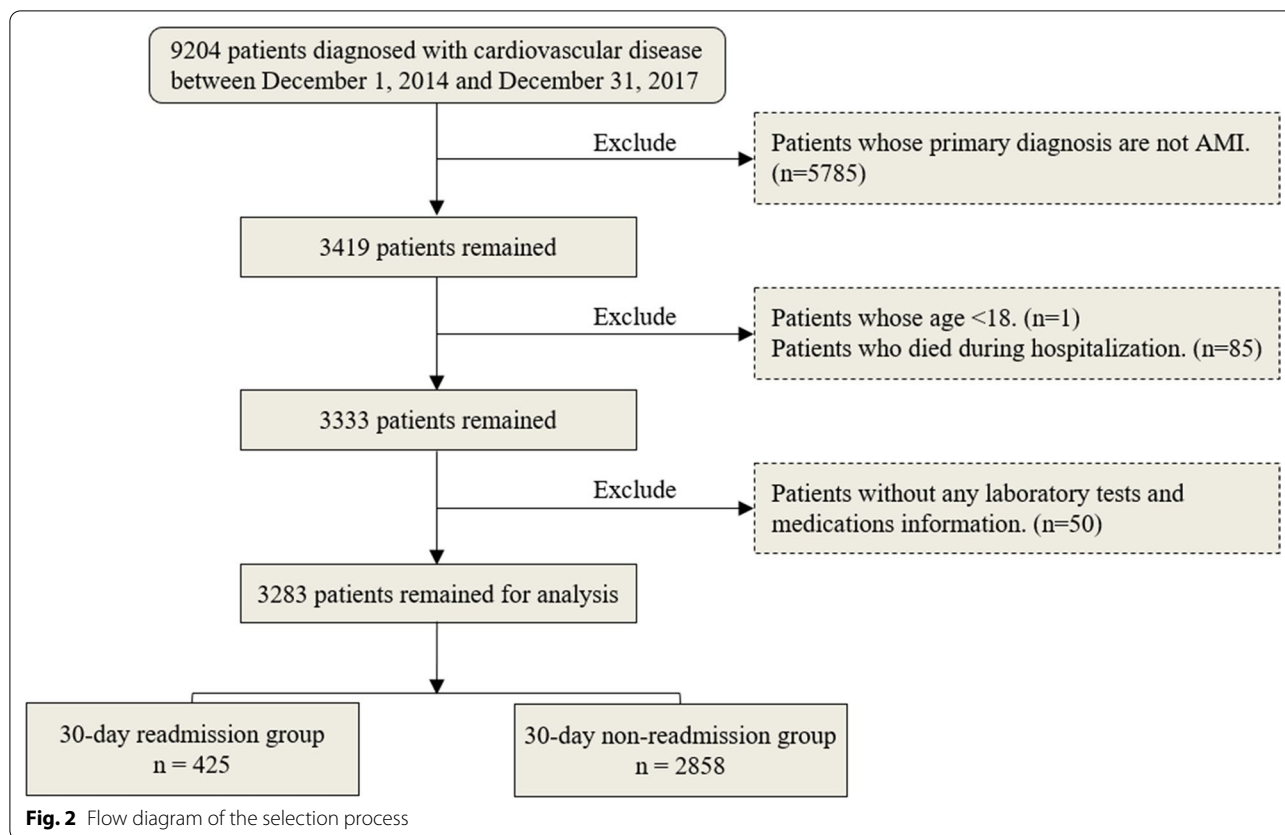 9204 patients diagnosed with cardiovascular disease
between December 1, 2014 and December 31, 2017
Exclude
Patients whose primary diagnosis are not AMI.
(n=5785)
3419 patients remained
Exclude
Patients whose age <18. (n=1)
Patients who died during hospitalization. (n=85)
3333 patients remained
Exclude
Patients without any laboratory tests and
medications information. (n=50)
3283 patients remained for analysis
30-day readmission group
n = 425
30-day non-readmission group
n = 2858
Fig. 2 Flow diagram of the selection process